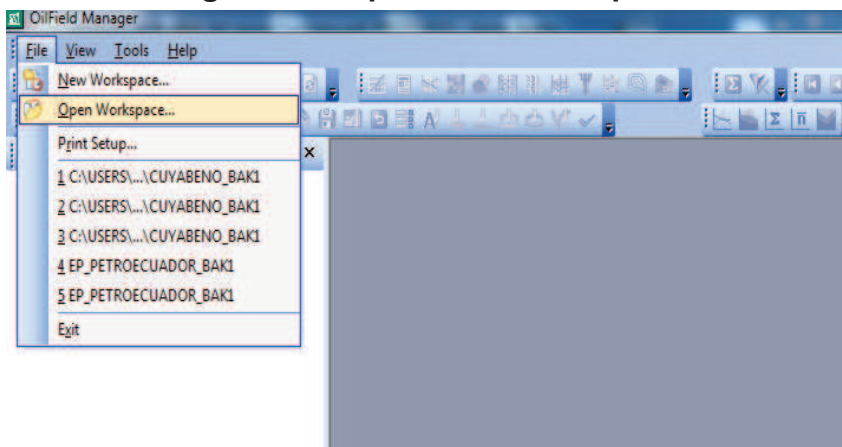 OilField Manager
File View Tools Help
New Workspace...
Open Workspace...
Print Setup...
1 C:\USERS\...\CUYABENO_BAK1
2 C:\USERS\...\CUYABENO_BAK1
3 C:\USERS\...\CUYABENO_BAK1
4 EP_PETROECUADOR_BAK1
5 EP_PETROECUADOR_BAK1
Exit